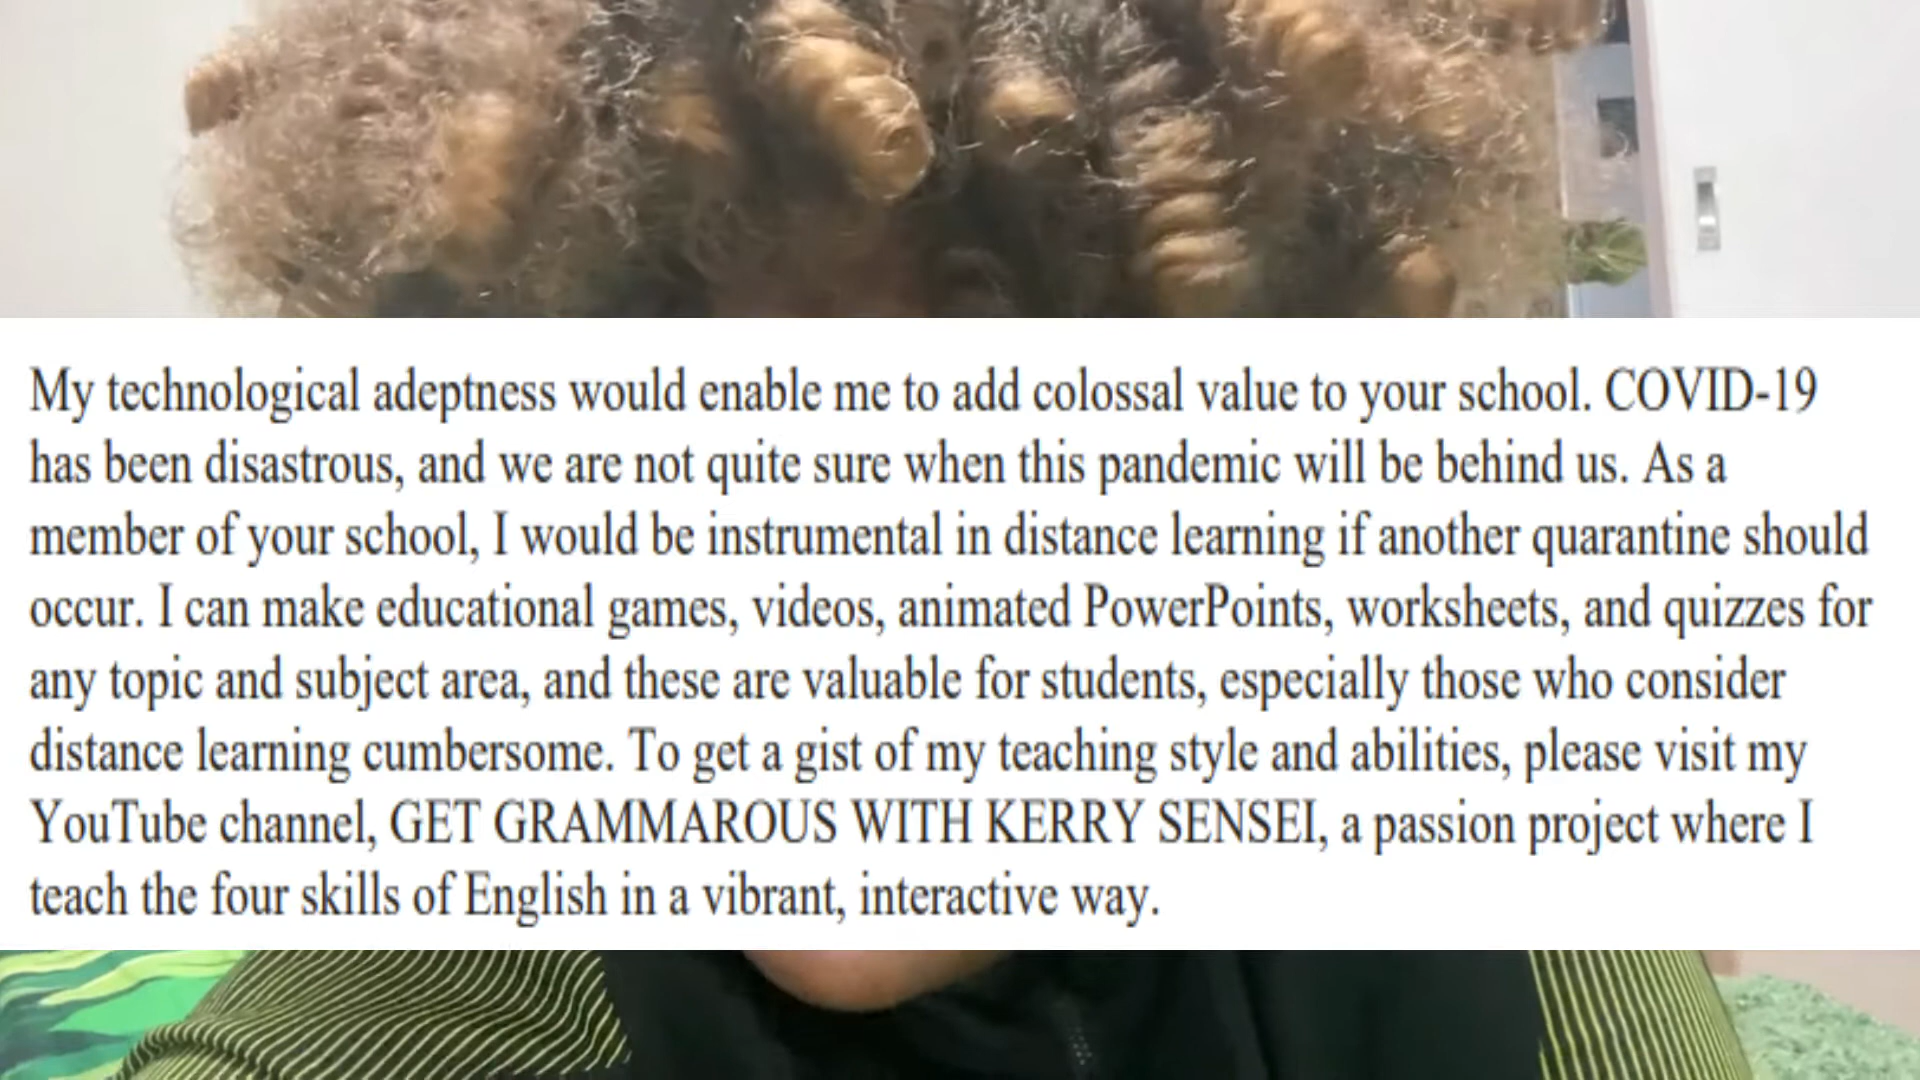 My technological adeptness would enable me to add colossal value to your school. COVID-19
has been disastrous, and we are not quite sure when this pandemic will be behind us. As a
member of your school, I would be instrumental in distance learning if another quarantine should
occur. I can make educational games, videos, animated PowerPoints, worksheets, and quizzes for
any topic and subject area, and these are valuable for students, especially those who consider
distance learning cumbersome. To get a gist of my teaching style and abilities, please visit my
YouTube channel, GET GRAMMAROUS WITH KERRY SENSEI, a passion project where I
teach the four skills of English in a vibrant, interactive way.